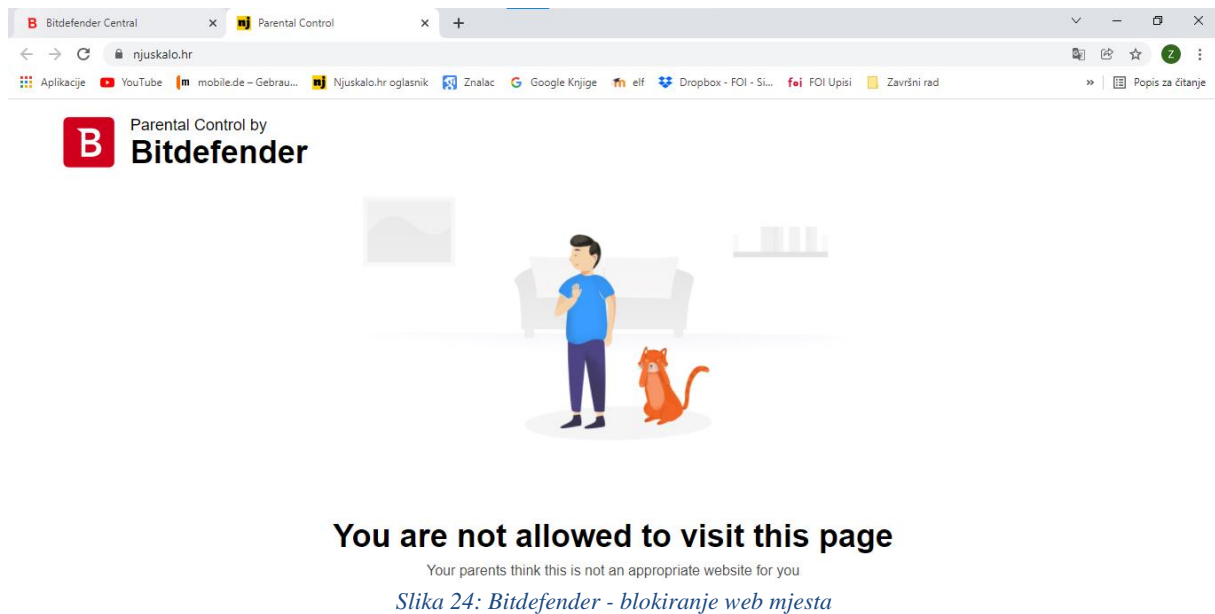 B Bitdefender Central nj Parental Control
njuskalo.hr Z
Aplikacije YouTube m mobile.de – Gebrau... nj Njuskalo.hr oglasnik Znalac G Google Knjige m elf Dropbox - FOI - Si... foi FOI Upisi Završni rad » Popis za čitanje
B Parental Control by
Bitdefender
You are not allowed to visit this page
Your parents think this is not an appropriate website for you
Slika 24: Bitdefender - blokiranje web mjesta